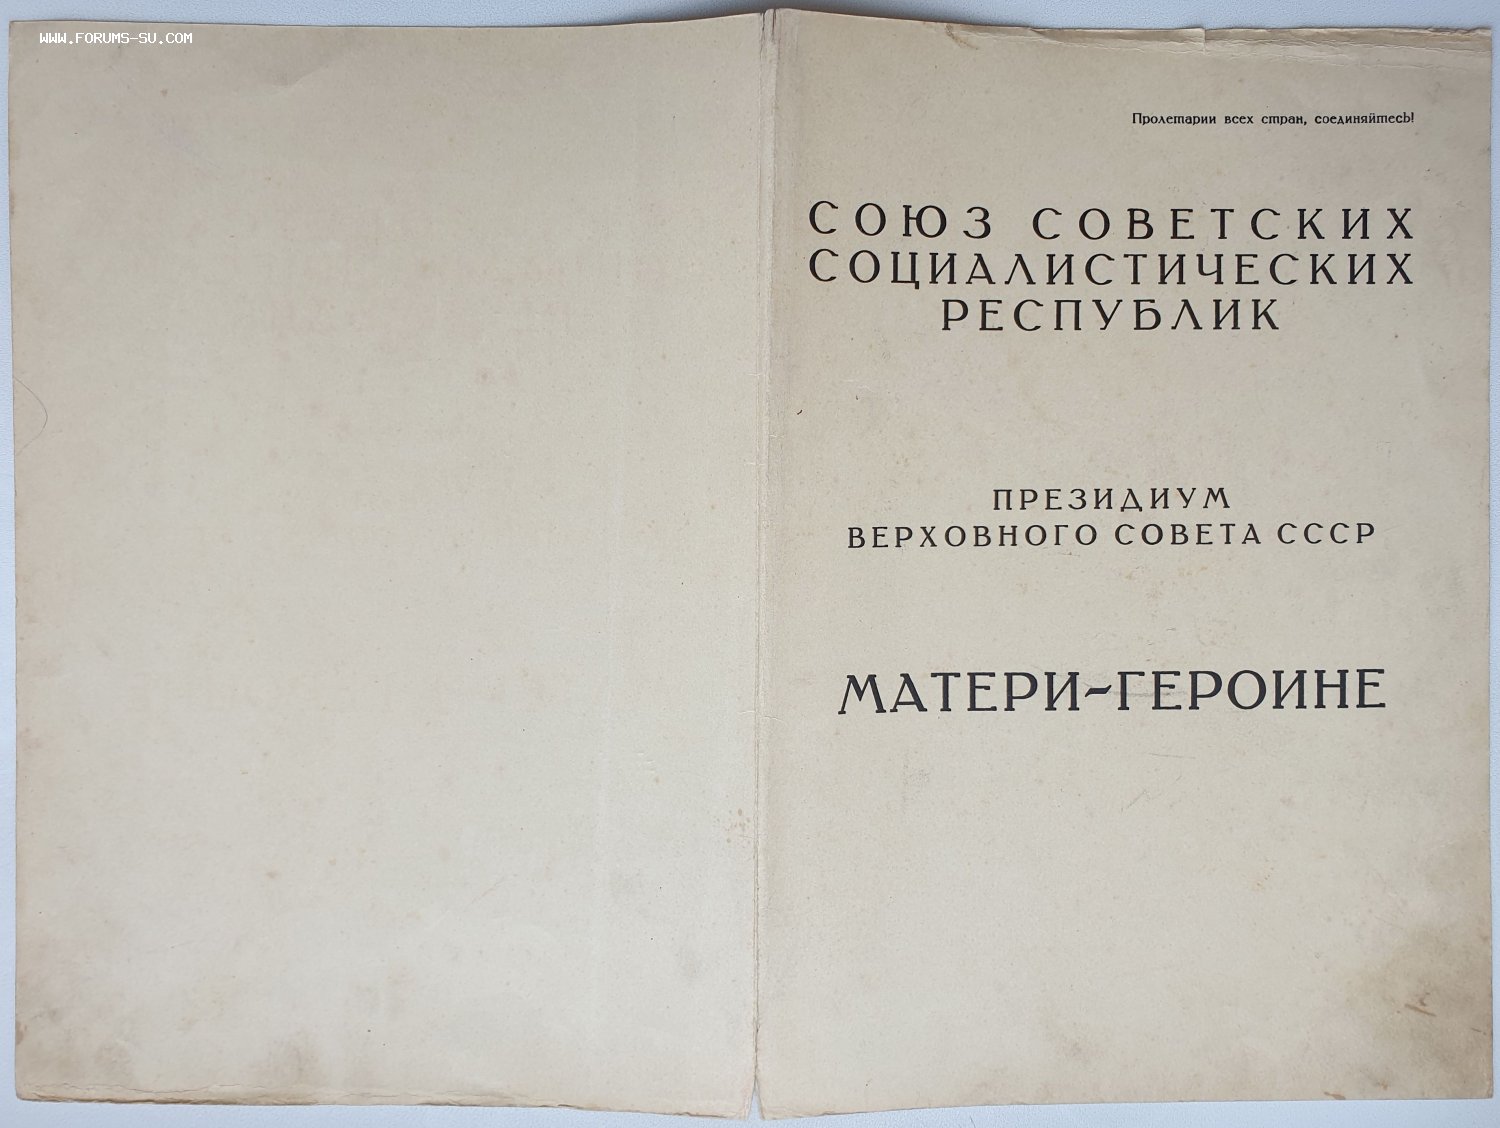 WWW.FORUMS-SU.COM
Пролетарии всех стран, соединяйтесь!
СОЮЗ СОВЕТСКИХ
СОЦИАЛИСТИЧЕСКИХ
РЕСПУБЛИК
ПРЕЗИДИУМ
ВЕРХОВНОГО СОВЕТА СССР
МАТЕРИ-ГЕРОИНЕ